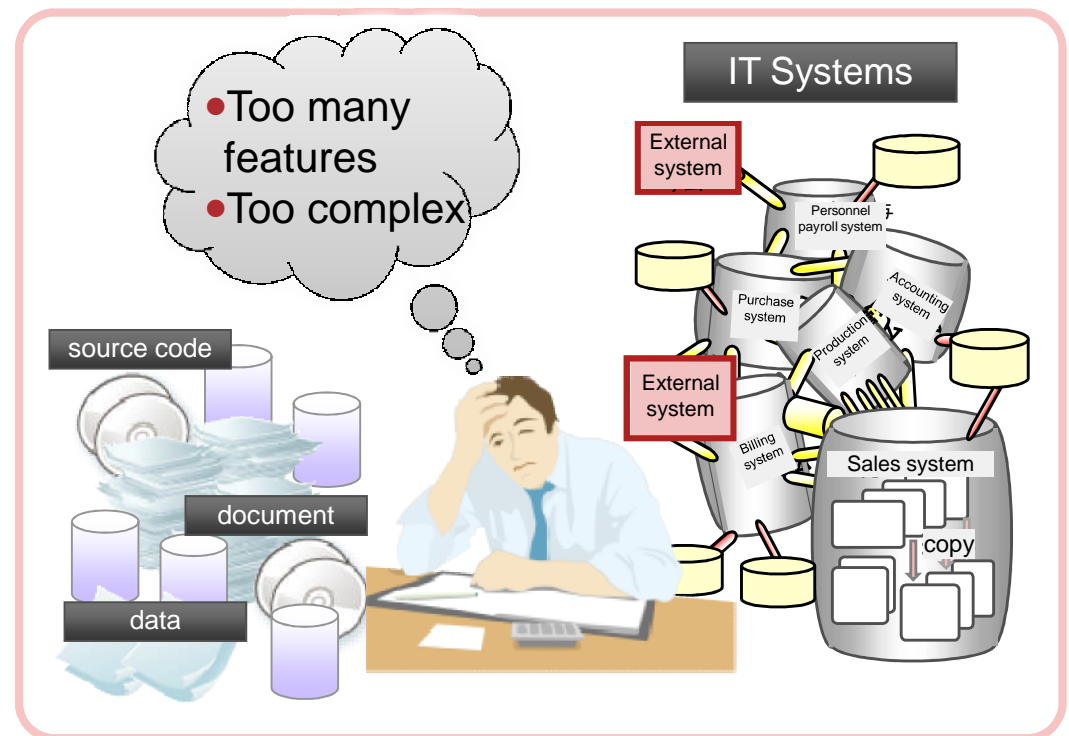 •Too many
features
•Too complex
IT Systems
External
system
Personnel
payroll system
Accounting
system
Purchase
system
Production
system
External
system
Billing
system
Sales system
copy
source code
document
data